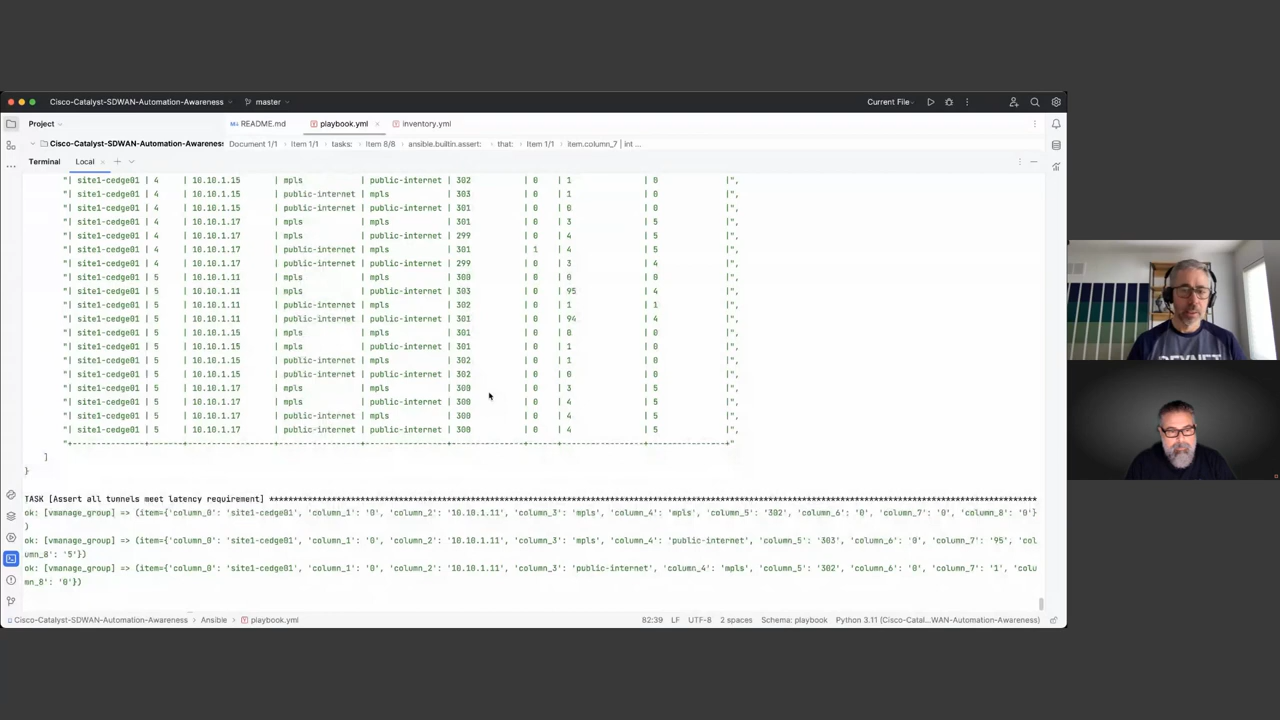 Cisco-Catalyst-SDWAN-Automation-Awareness master Current File
Project README.md playbook.yml inventory.yml
Cisco-Catalyst-SDWAN-Automation-Awareness Document 1/1 Item 1/1 tasks: Item 8/8 ansible.builtin.assert: that: Item 1/1 item.column_7 | int ...
Terminal Local
"| site1-cedge01 | 4 | 10.10.1.15 | mpls | public-internet | 302 | 0 | 1 | 0 |",
"| site1-cedge01 | 4 | 10.10.1.15 | public-internet | mpls | 303 | 0 | 1 | 0 |",
"| site1-cedge01 | 4 | 10.10.1.15 | public-internet | public-internet | 301 | 0 | 0 | 0 |",
"| site1-cedge01 | 4 | 10.10.1.17 | mpls | mpls | 301 | 0 | 3 | 5 |",
"| site1-cedge01 | 4 | 10.10.1.17 | mpls | public-internet | 299 | 0 | 4 | 5 |",
"| site1-cedge01 | 4 | 10.10.1.17 | public-internet | mpls | 301 | 1 | 4 | 5 |",
"| site1-cedge01 | 4 | 10.10.1.17 | public-internet | public-internet | 299 | 0 | 3 | 4 |",
"| site1-cedge01 | 5 | 10.10.1.11 | mpls | mpls | 300 | 0 | 0 | 0 |",
"| site1-cedge01 | 5 | 10.10.1.11 | mpls | public-internet | 303 | 0 | 95 | 4 |",
"| site1-cedge01 | 5 | 10.10.1.11 | public-internet | mpls | 302 | 0 | 1 | 1 |",
"| site1-cedge01 | 5 | 10.10.1.11 | public-internet | public-internet | 301 | 0 | 94 | 4 |",
"| site1-cedge01 | 5 | 10.10.1.15 | mpls | mpls | 301 | 0 | 0 | 0 |",
"| site1-cedge01 | 5 | 10.10.1.15 | mpls | public-internet | 301 | 0 | 1 | 0 |",
"| site1-cedge01 | 5 | 10.10.1.15 | public-internet | mpls | 302 | 0 | 1 | 0 |",
"| site1-cedge01 | 5 | 10.10.1.15 | public-internet | public-internet | 302 | 0 | 0 | 0 |",
"| site1-cedge01 | 5 | 10.10.1.17 | mpls | mpls | 300 | 0 | 3 | 5 |",
"| site1-cedge01 | 5 | 10.10.1.17 | mpls | public-internet | 300 | 0 | 4 | 5 |",
"| site1-cedge01 | 5 | 10.10.1.17 | public-internet | mpls | 300 | 0 | 4 | 5 |",
"| site1-cedge01 | 5 | 10.10.1.17 | public-internet | public-internet | 300 | 0 | 4 | 5 |",
"+---------------+------+------------------+-----------------+-----------------+---------------+------+----------------+----------------+"
]
}
TASK [Assert all tunnels meet latency requirement] ****************************************************************
ok: [vmanage_group] => (item={'column_0': 'site1-cedge01', 'column_1': '0', 'column_2': '10.10.1.11', 'column_3': 'mpls', 'column_4': 'mpls', 'column_5': '302', 'column_6': '0', 'column_7': '0', 'column_8': '0'}
)
ok: [vmanage_group] => (item={'column_0': 'site1-cedge01', 'column_1': '0', 'column_2': '10.10.1.11', 'column_3': 'mpls', 'column_4': 'public-internet', 'column_5': '303', 'column_6': '0', 'column_7': '95', 'col
umn_8': '5'})
ok: [vmanage_group] => (item={'column_0': 'site1-cedge01', 'column_1': '0', 'column_2': '10.10.1.11', 'column_3': 'public-internet', 'column_4': 'mpls', 'column_5': '302', 'column_6': '0', 'column_7': '1', 'colu
mn_8': '0'})
Cisco-Catalyst-SDWAN-Automation-Awareness Ansible playbook.yml 82:39 LF UTF-8 2 spaces Schema: playbook Python 3.11 (Cisco-Catal...WAN-Automation-Awareness)